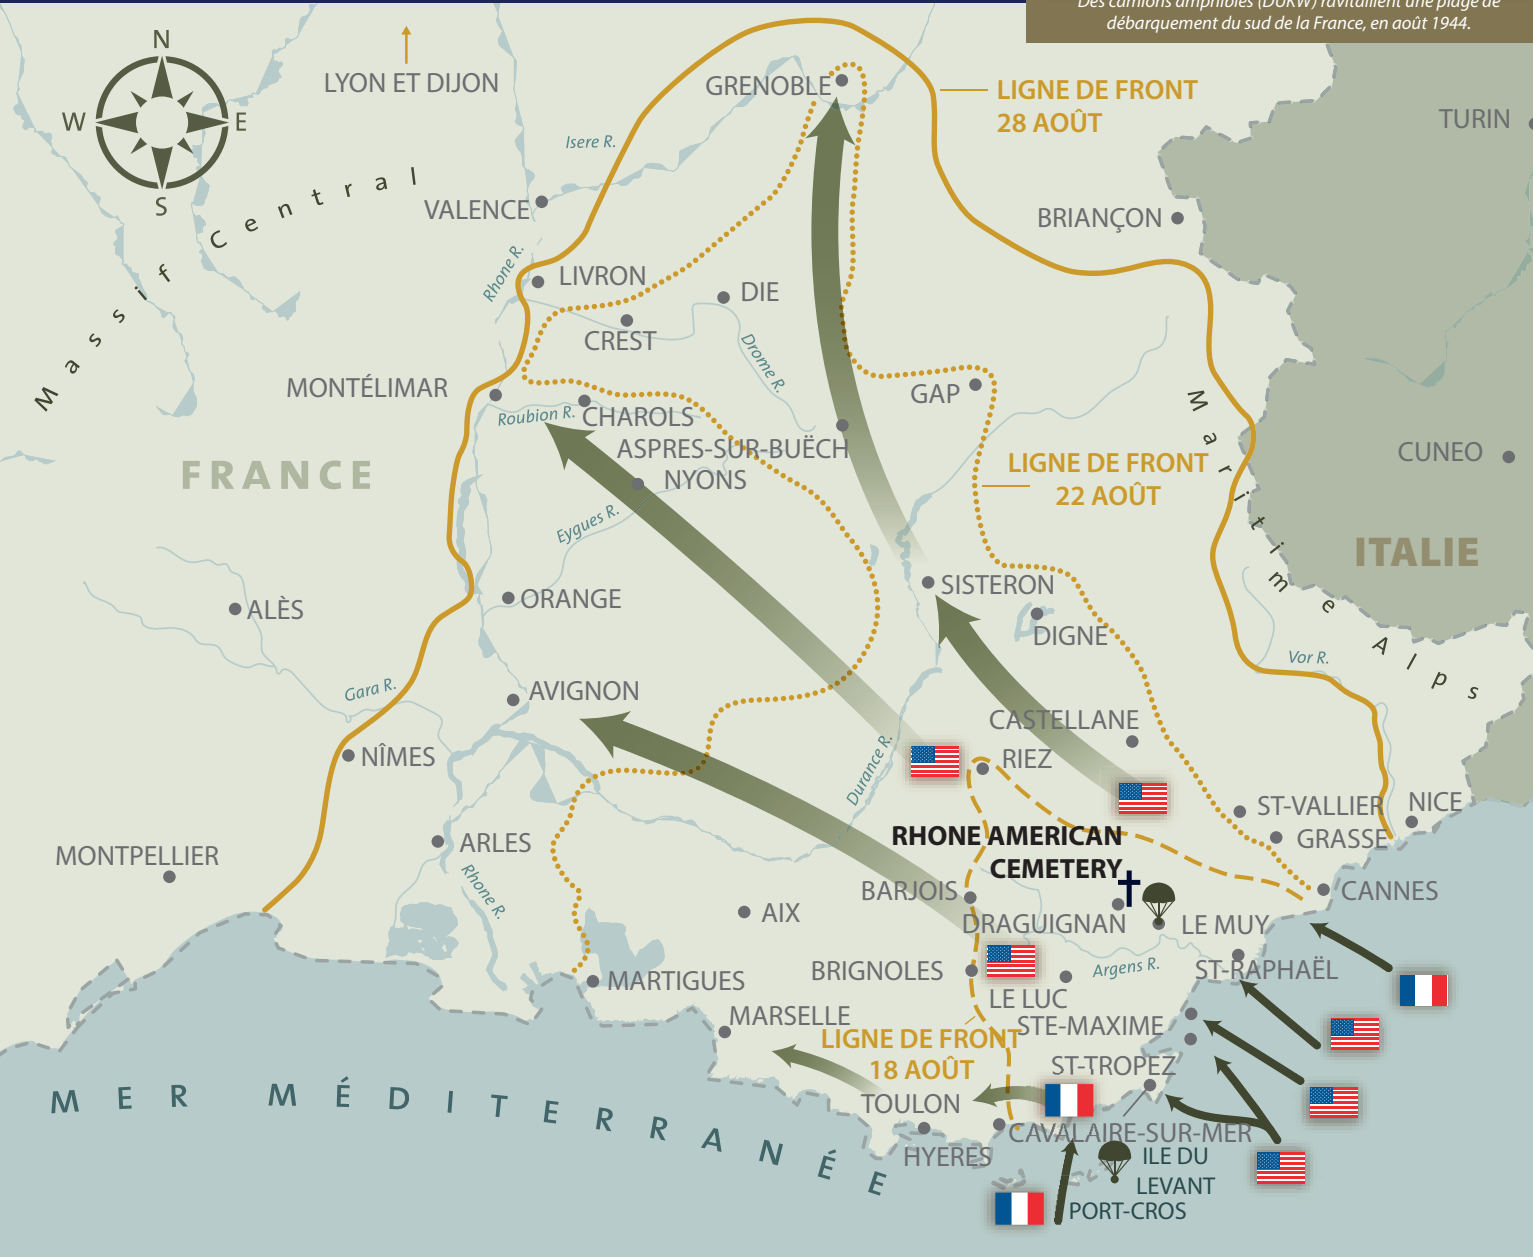 Des camions amphibies (DUKW) ravitaillent une plage de
débarquement du sud de la France, en août 1944.
N
W
E
S
LYON ET DIJON
GRENOBLE
LIGNE DE FRONT
28 AOÛT
TURIN
Isere R.
Massif Central
VALENCE
BRIANÇON
Rhone R.
LIVRON
DIE
CREST
Drome R.
MONTÉLIMAR
GAP
Roubion R.
CHAROLS
ASPRES-SUR-BUËCH
NYONS
LIGNE DE FRONT
22 AOÛT
CUNEO
FRANCE
Maritime Alps
ITALIE
Eygues R.
SISTERON
ORANGE
ALÈS
DIGNE
Vor R.
Gara R.
AVIGNON
CASTELLANE
NÎMES
RIEZ
Durance R.
ST-VALLIER
NICE
GRASSE
RHONE AMERICAN
CEMETERY
ARLES
MONTPELLIER
Rhone R.
BARJOIS
CANNES
AIX
DRAGUIGNAN
LE MUY
BRIGNOLES
Argens R.
ST-RAPHAËL
MARTIGUES
LE LUC
MARSELLE
STE-MAXIME
LIGNE DE FRONT
18 AOÛT
ST-TROPEZ
TOULON
CAVALAIRE-SUR-MER
HYERES
ILE DU
LEVANT
PORT-CROS
MER MÉDITERRANÉE